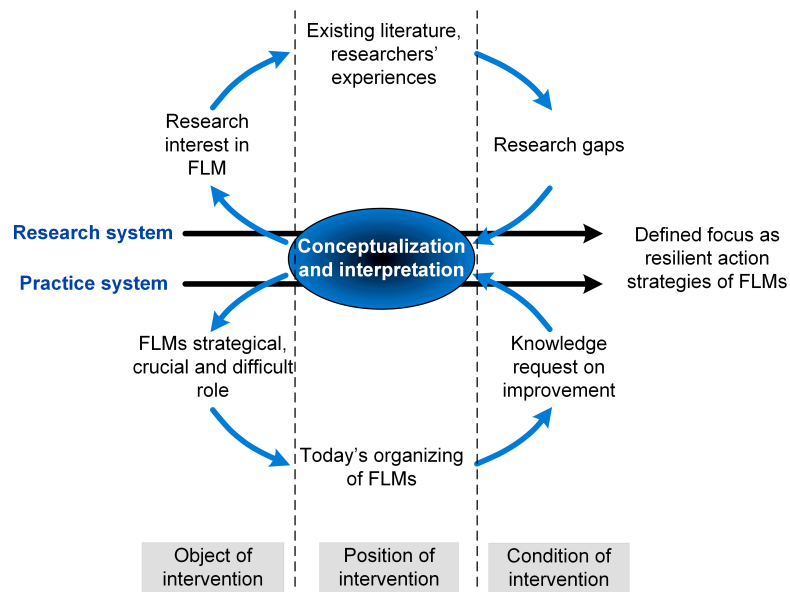 Existing literature,
researchers’
experiences
Research
interest in
FLM
Research gaps
Research system
Conceptualization
and interpretation
Practice system
Defined focus as
resilient action
strategies of FLMs
FLMs strategical,
crucial and difficult
role
Knowledge
request on
improvement
Today’s organizing
of FLMs
Object of
intervention
Position of
intervention
Condition of
intervention